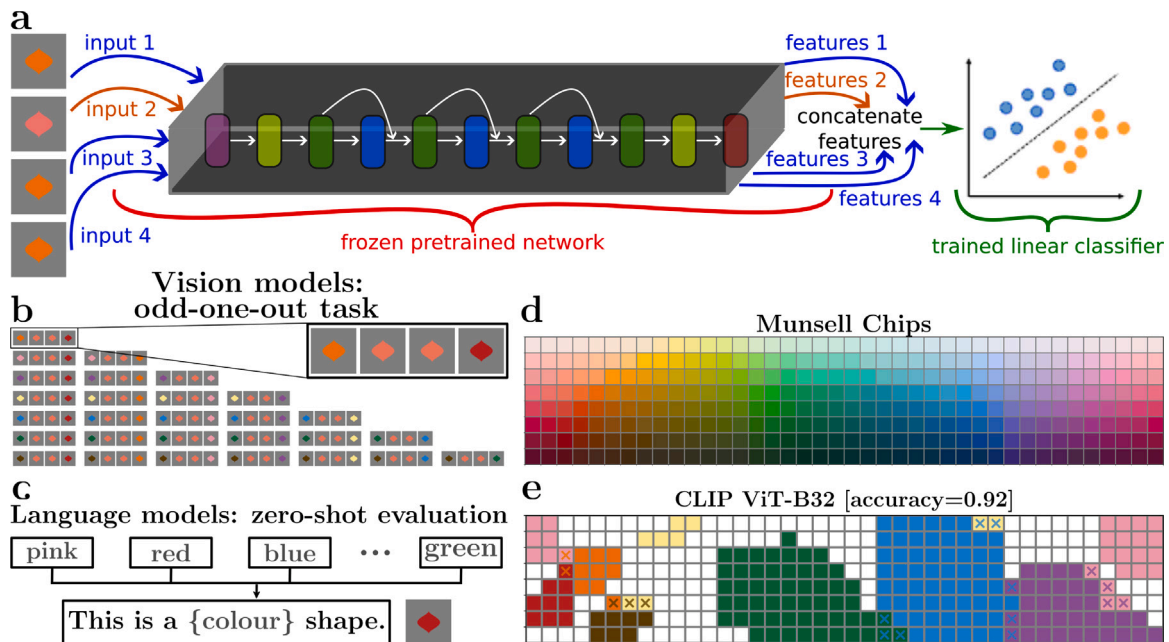 a
input 1
input 2
input 3
input 4
features 1
features 2
concatenate
features
features 3
features 4
frozen pretrained network
trained linear classifier
Vision models:
odd-one-out task
b
c
Language models: zero-shot evaluation
pink
red
blue
...
green
This is a {colour} shape.
d
Munsell Chips
e
CLIP ViT-B32 [accuracy=0.92]